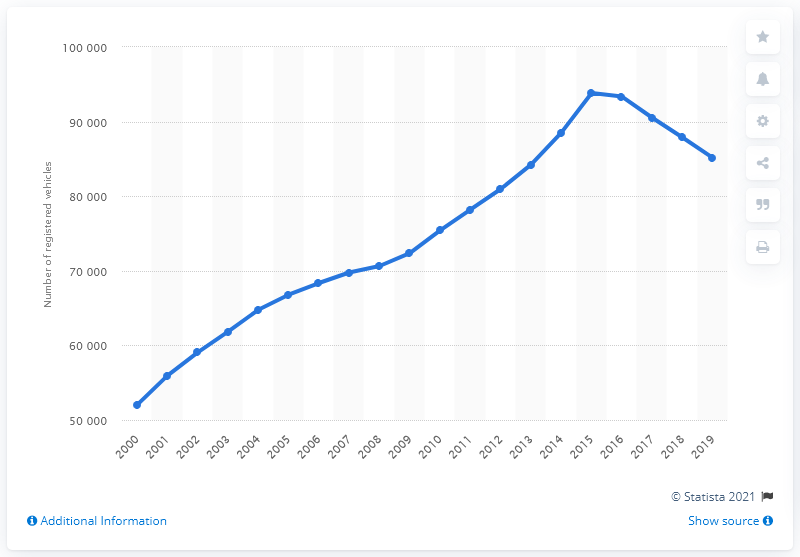 100 000
90 000
80 000
70 000
60 000
50 000
Number of registered vehicles
2000 2001 2002 2003 2004 2005 2006 2007 2008 2009 2010 2011 2012 2013 2014 2015 2016 2017 2018 2019
© Statista 2021
Additional Information
Show source